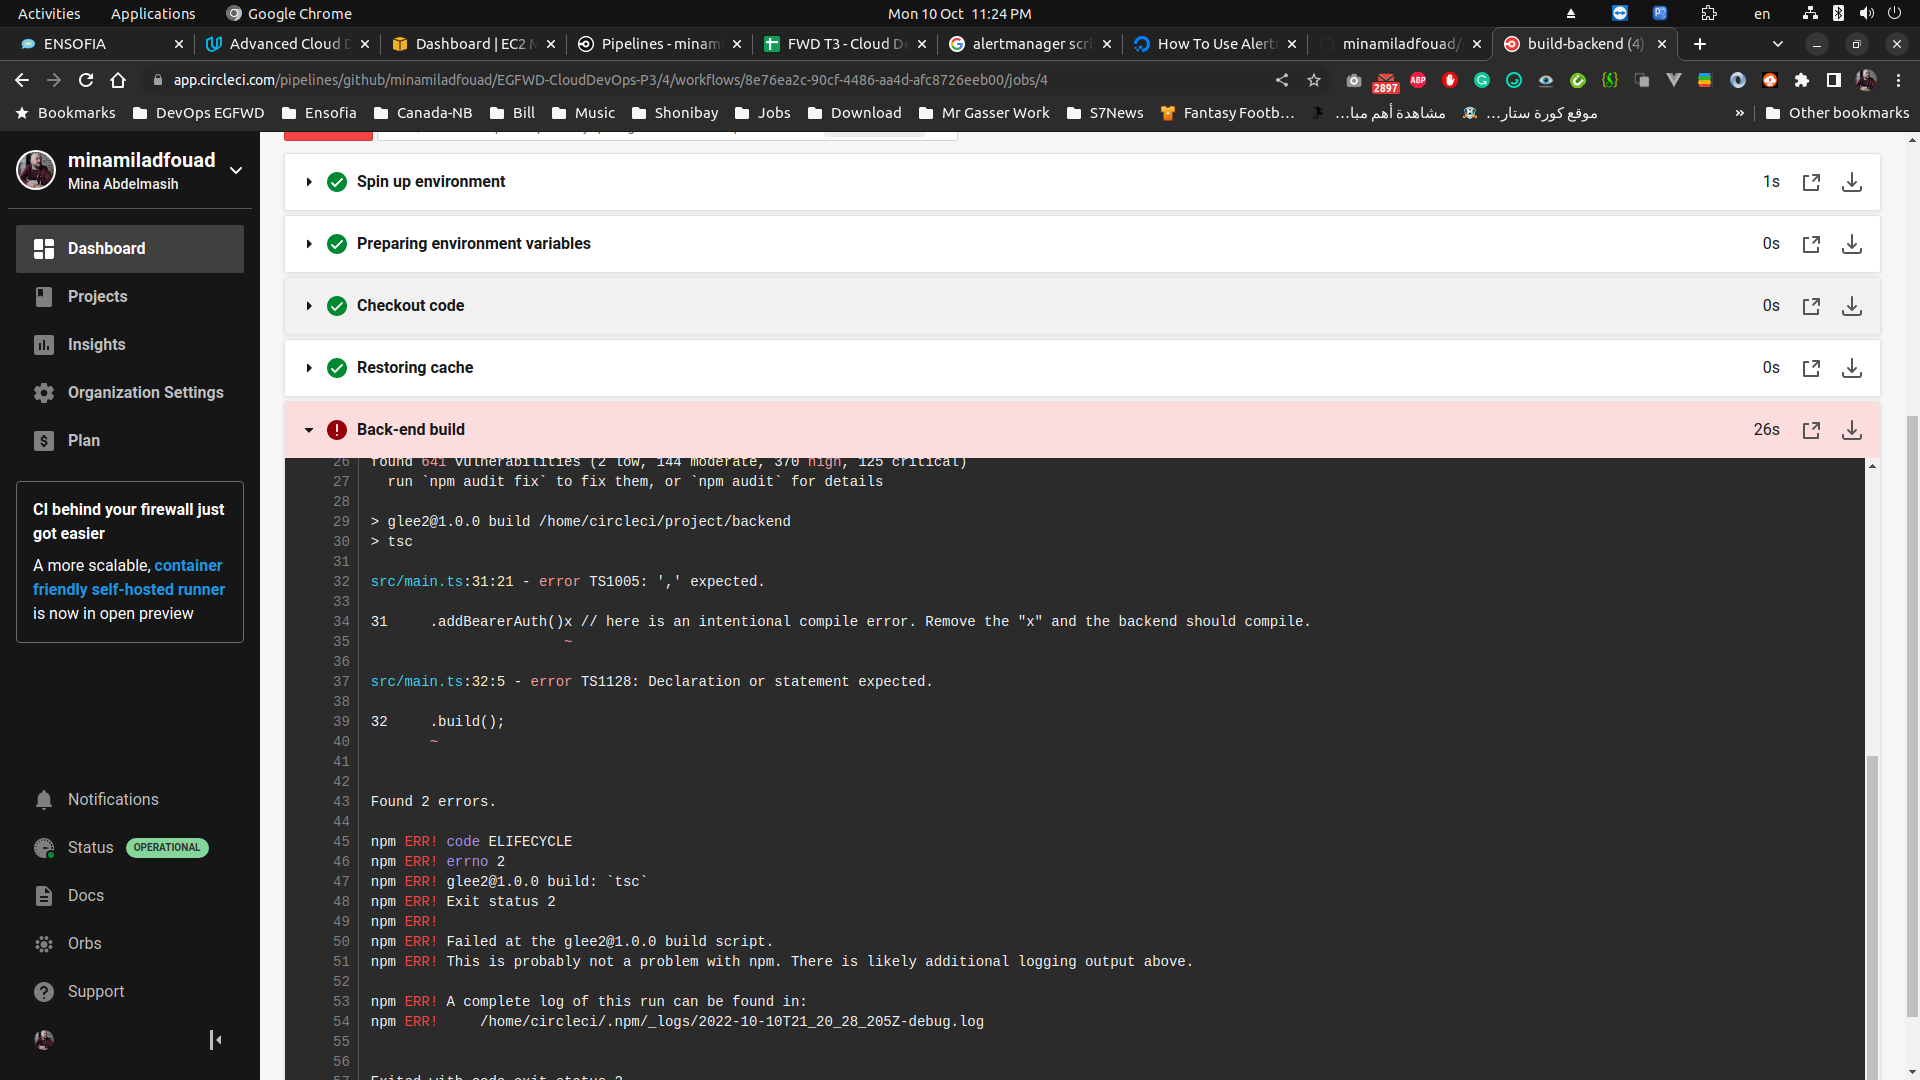 Activities Applications Google Chrome Mon 10 Oct 11:24 PM en
ENSOFIA Advanced Cloud D Dashboard | EC2 M Pipelines - minam FWD T3 - Cloud De alertmanager scri How To Use Alert minamiladfouad/ build-backend (4)
app.circleci.com/pipelines/github/minamiladfouad/EGFWD-CloudDevOps-P3/4/workflows/8e76ea2c-90cf-4486-aa4d-afc8726eeb00/jobs/4 2897 ABP
Bookmarks DevOps EGFWD Ensofia Canada-NB Bill Music Shonibay Jobs Download Mr Gasser Work S7News Fantasy Footb... مشاهدة أهم مبا... موقع كورة ستار... » Other bookmarks
minamiladfouad
Mina Abdelmasih
Dashboard
Projects
Insights
Organization Settings
Plan
CI behind your firewall just
got easier
A more scalable, container
friendly self-hosted runner
is now in open preview
Notifications
Status OPERATIONAL
Docs
Orbs
Support
Spin up environment 1s
Preparing environment variables 0s
Checkout code 0s
Restoring cache 0s
Back-end build 26s
26 found 641 vulnerabilities (2 low, 144 moderate, 370 high, 125 critical)
27 run `npm audit fix` to fix them, or `npm audit` for details
28
29 > glee2@1.0.0 build /home/circleci/project/backend
30 > tsc
31
32 src/main.ts:31:21 - error TS1005: ',' expected.
33
34 31 .addBearerAuth()x // here is an intentional compile error. Remove the "x" and the backend should compile.
35 ~
36
37 src/main.ts:32:5 - error TS1128: Declaration or statement expected.
38
39 32 .build();
40 ~
41
42
43 Found 2 errors.
44
45 npm ERR! code ELIFECYCLE
46 npm ERR! errno 2
47 npm ERR! glee2@1.0.0 build: `tsc`
48 npm ERR! Exit status 2
49 npm ERR!
50 npm ERR! Failed at the glee2@1.0.0 build script.
51 npm ERR! This is probably not a problem with npm. There is likely additional logging output above.
52
53 npm ERR! A complete log of this run can be found in:
54 npm ERR! /home/circleci/.npm/_logs/2022-10-10T21_20_28_205Z-debug.log
55
56
57 Exited with code exit status 2